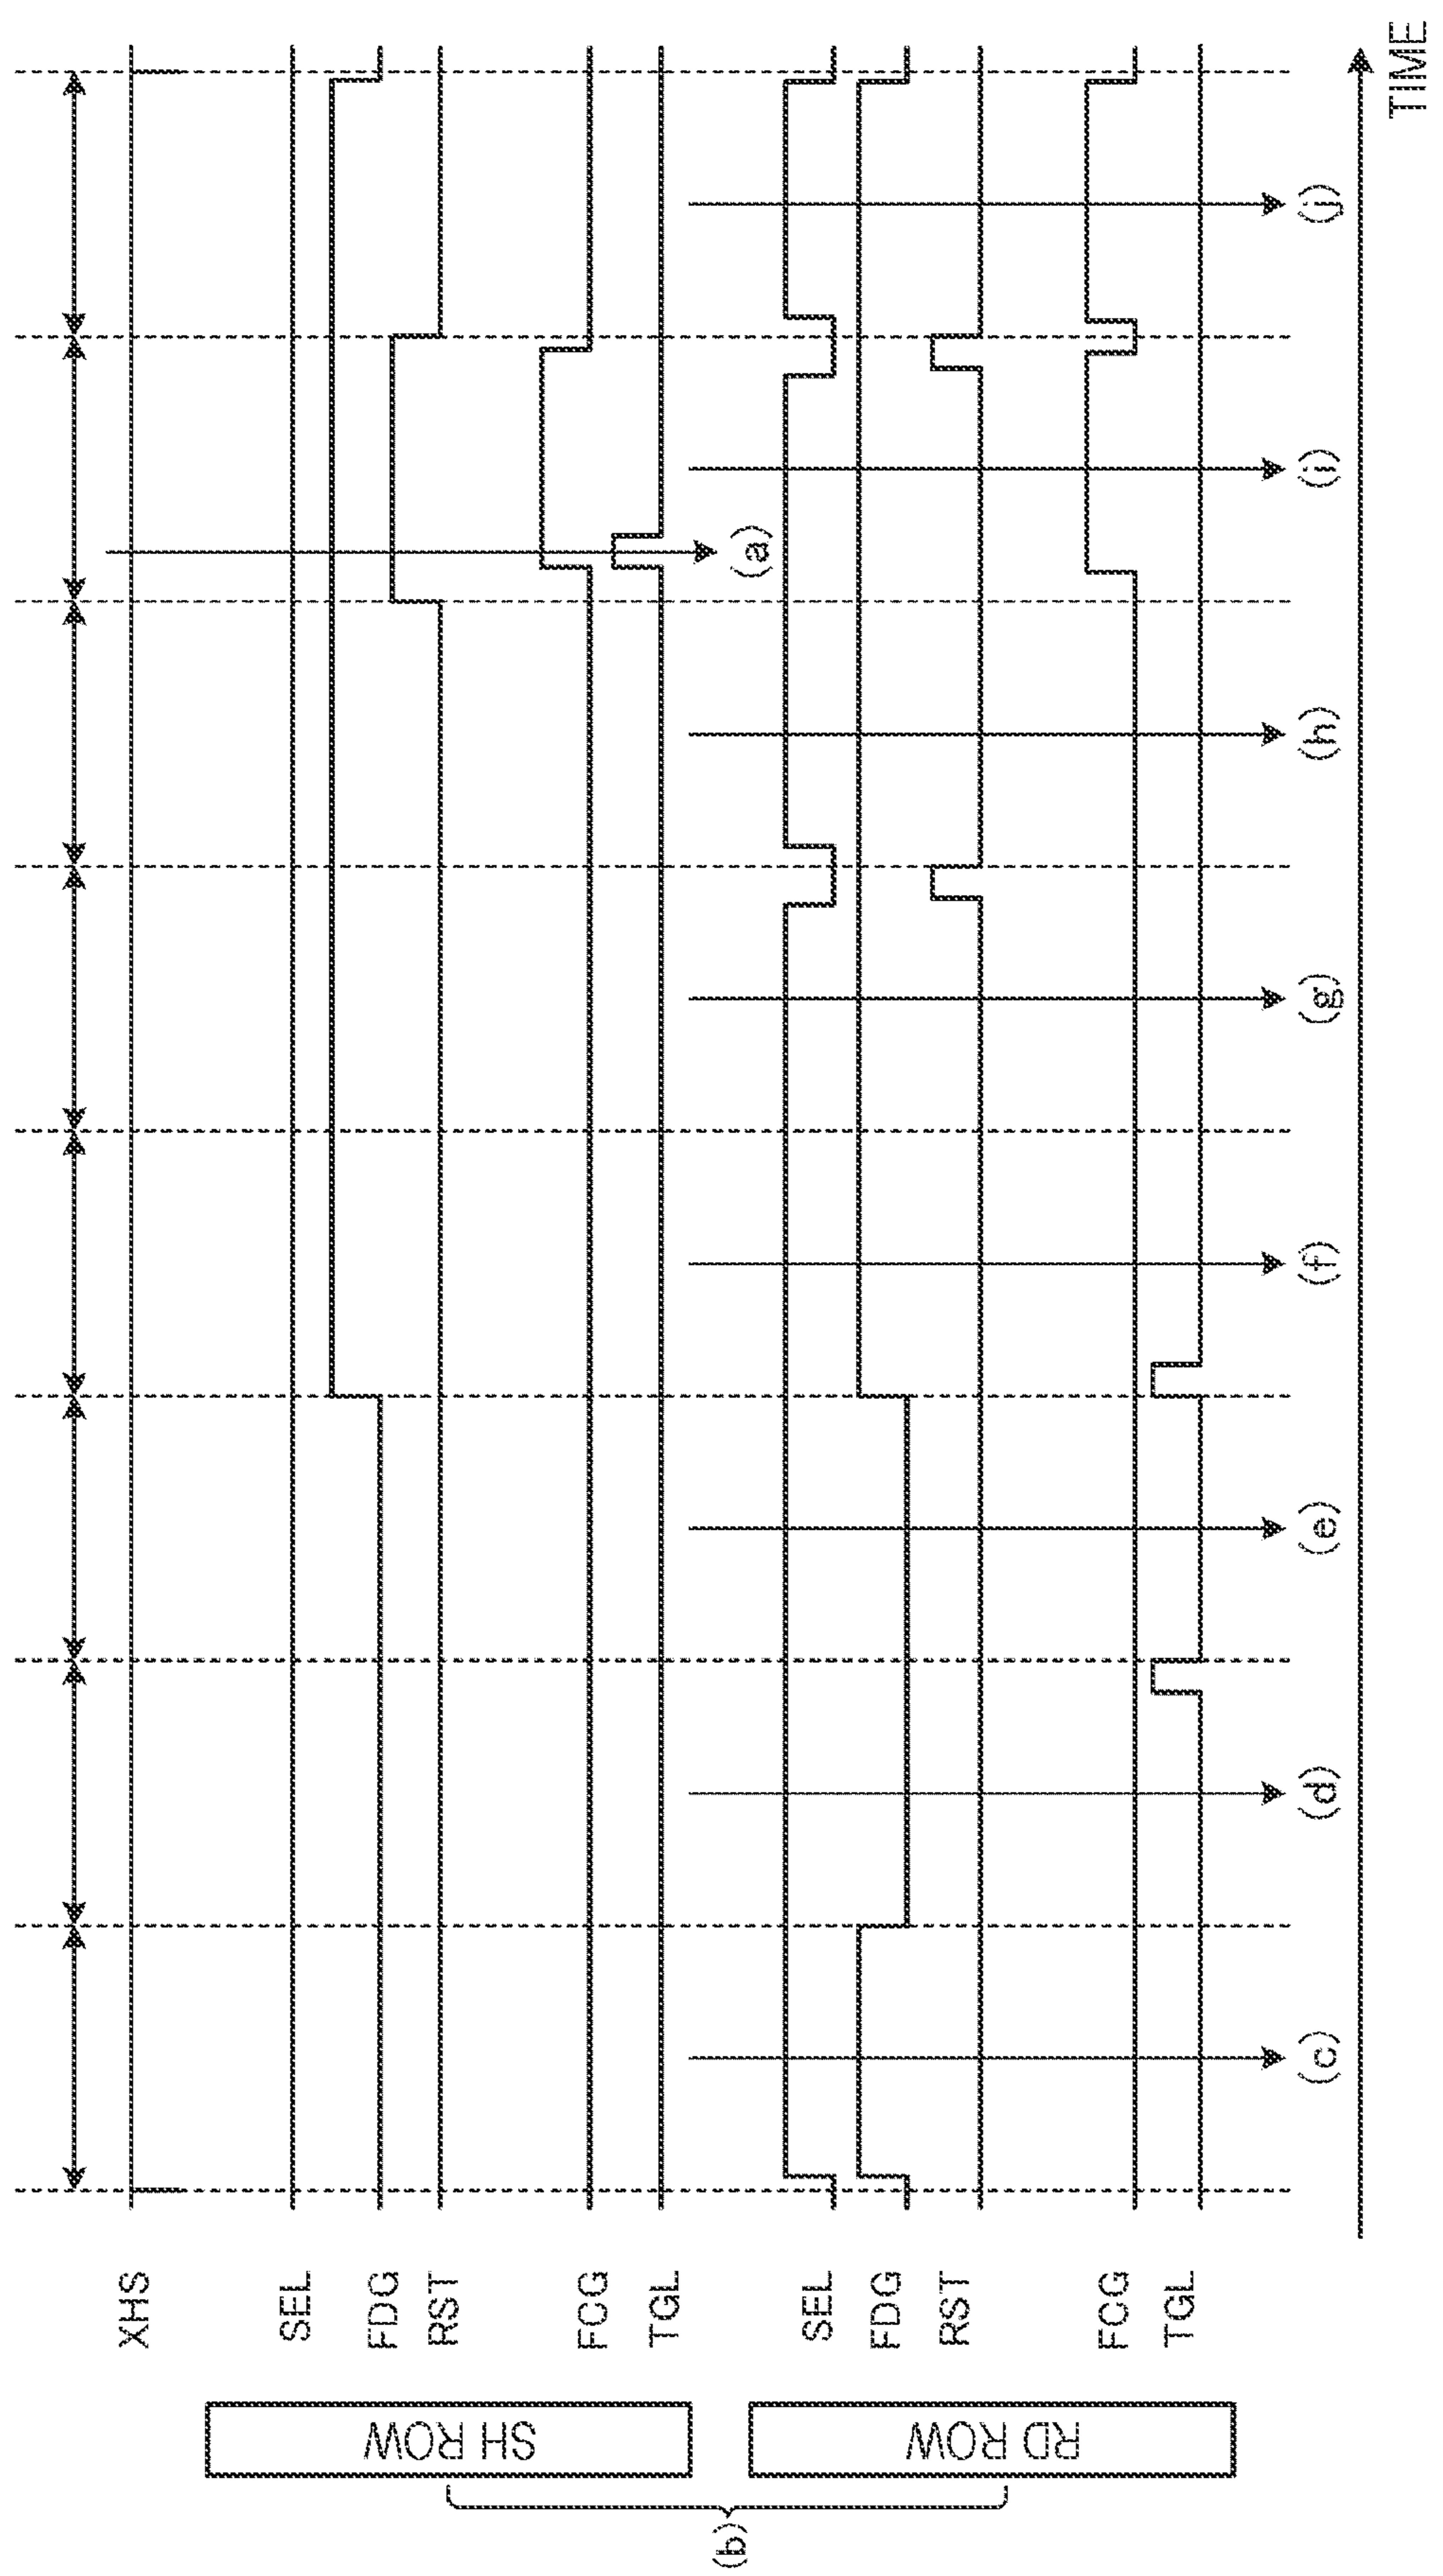 XHS
SEL
FDG
RST
FCG
TGL
SH ROW
(a)
(b)
SEL
FDG
RST
FCG
TGL
RD ROW
(c)
(d)
(e)
(f)
(g)
(h)
(i)
(j)
TIME